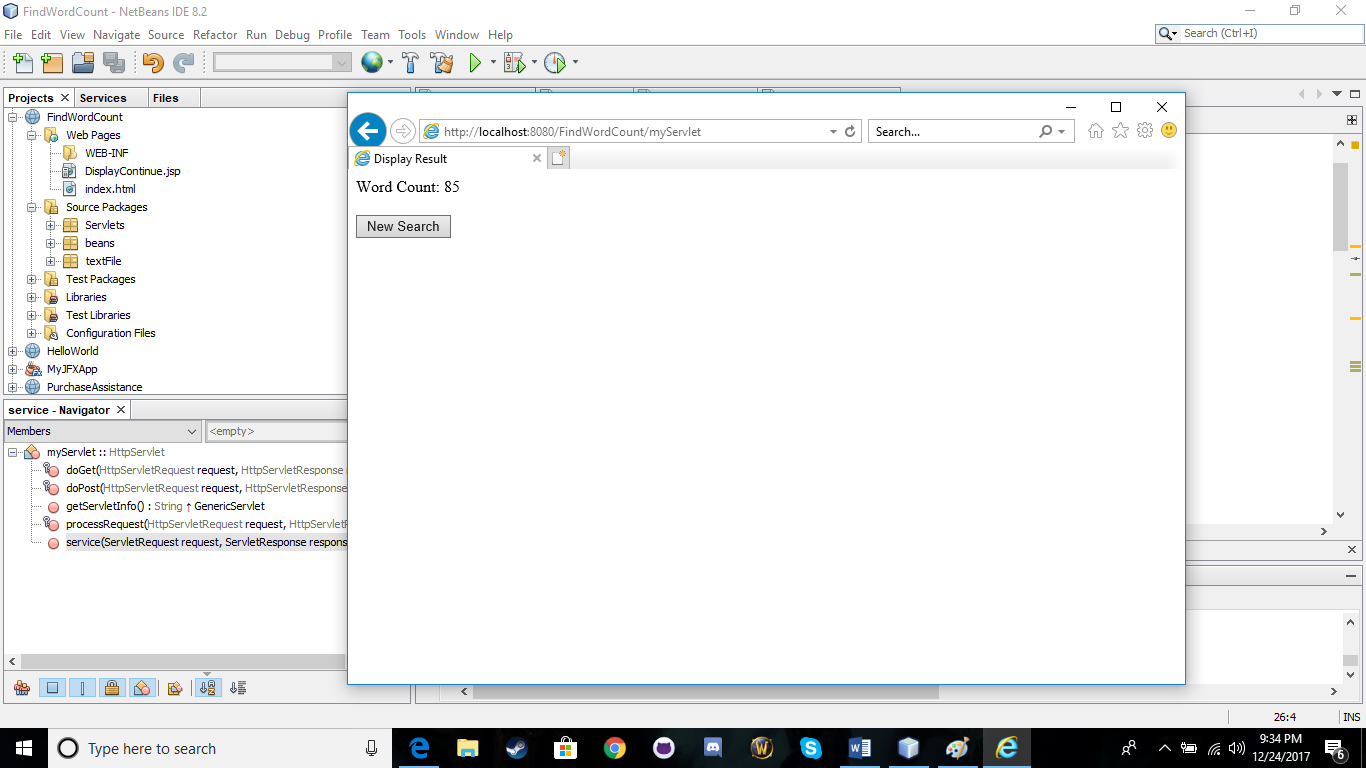 FindWordCount - NetBeans IDE 8.2
File Edit View Navigate Source Refactor Run Debug Profile Team Tools Window Help
Search (Ctrl+I)
Projects Services Files
FindWordCount
Web Pages
WEB-INF
DisplayContinue.jsp
index.html
Source Packages
Servlets
beans
textFile
Test Packages
Libraries
Test Libraries
Configuration Files
HelloWorld
MyJFXApp
PurchaseAssistance
service - Navigator
Members
<empty>
myServlet :: HttpServlet
doGet(HttpServletRequest request, HttpServletResponse
doPost(HttpServletRequest request, HttpServletResponse
getServletInfo() : String ↑ GenericServlet
processRequest(HttpServletRequest request, HttpServletR
service(ServletRequest request, ServletResponse respons
http://localhost:8080/FindWordCount/myServlet
Search...
Display Result
Word Count: 85
New Search
26:4 INS
Type here to search
9:34 PM
12/24/2017
6